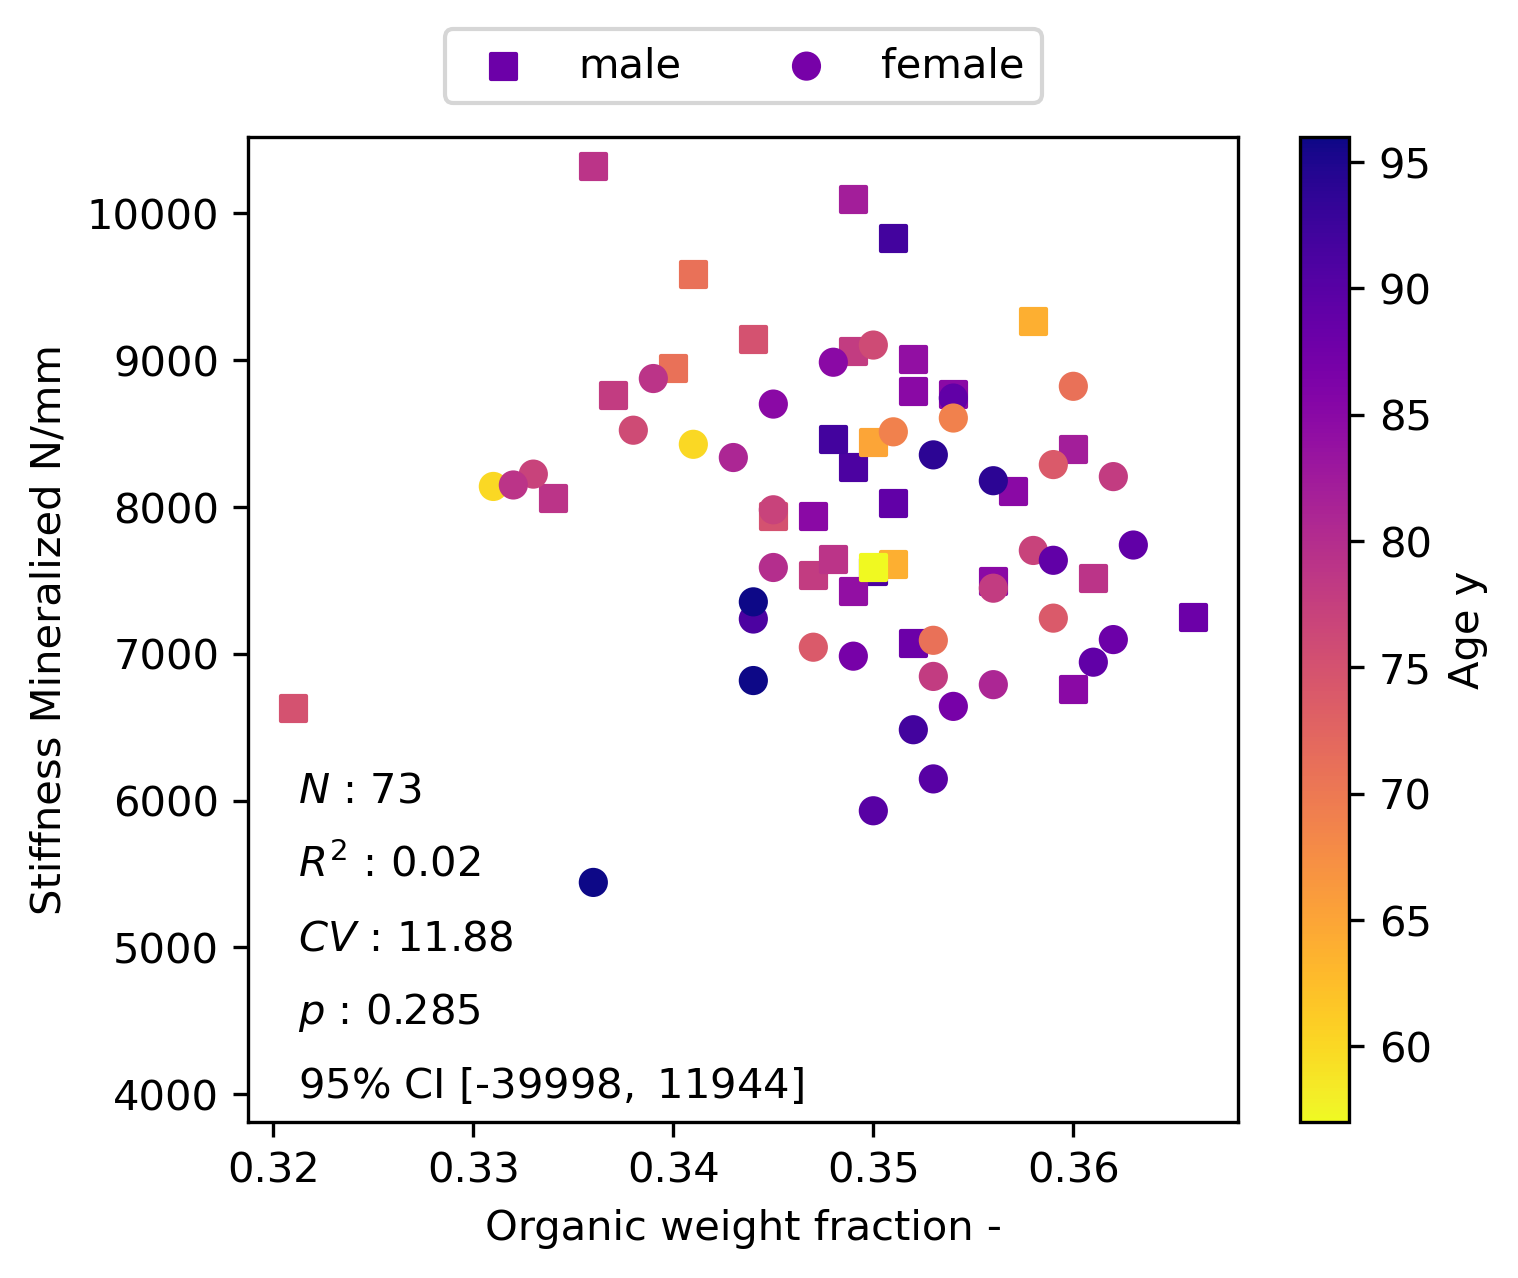 male female
10000
9000
8000
7000
6000
5000
4000
Stiffness Mineralized N/mm
N : 73
R² : 0.02
CV : 11.88
p : 0.285
95% CI [-39998, 11944]
0.32 0.33 0.34 0.35 0.36
Organic weight fraction -
95
90
85
80
75
70
65
60
Age y